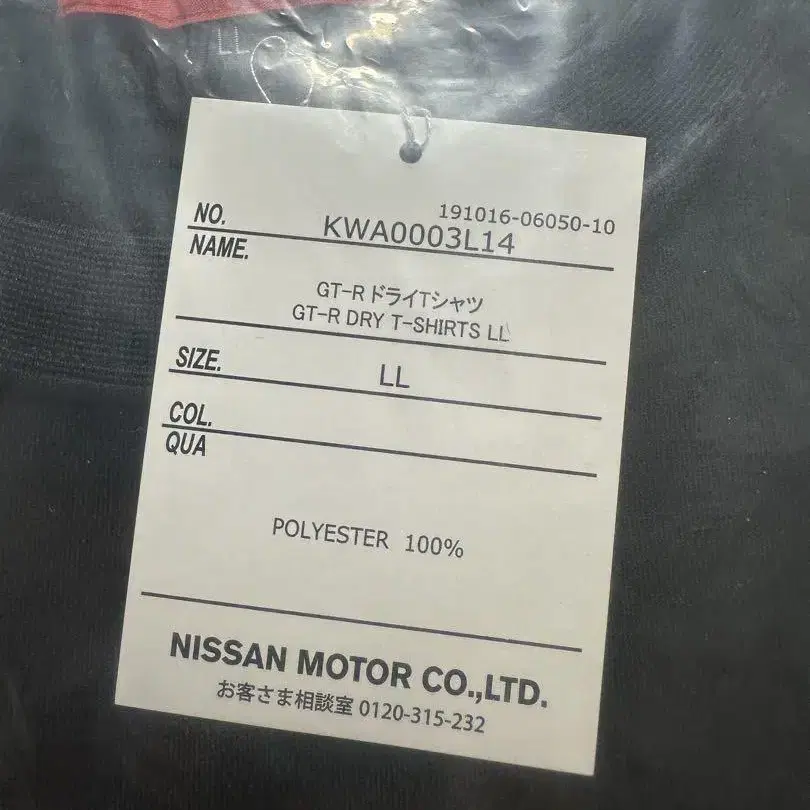 LL
191016-06050-10
NO. KWA0003L14
NAME.
GT-R ドライTシャツ
GT-R DRY T-SHIRTS LL
SIZE. LL
COL.
QUA
POLYESTER 100%
NISSAN MOTOR CO.,LTD.
お客さま相談室 0120-315-232